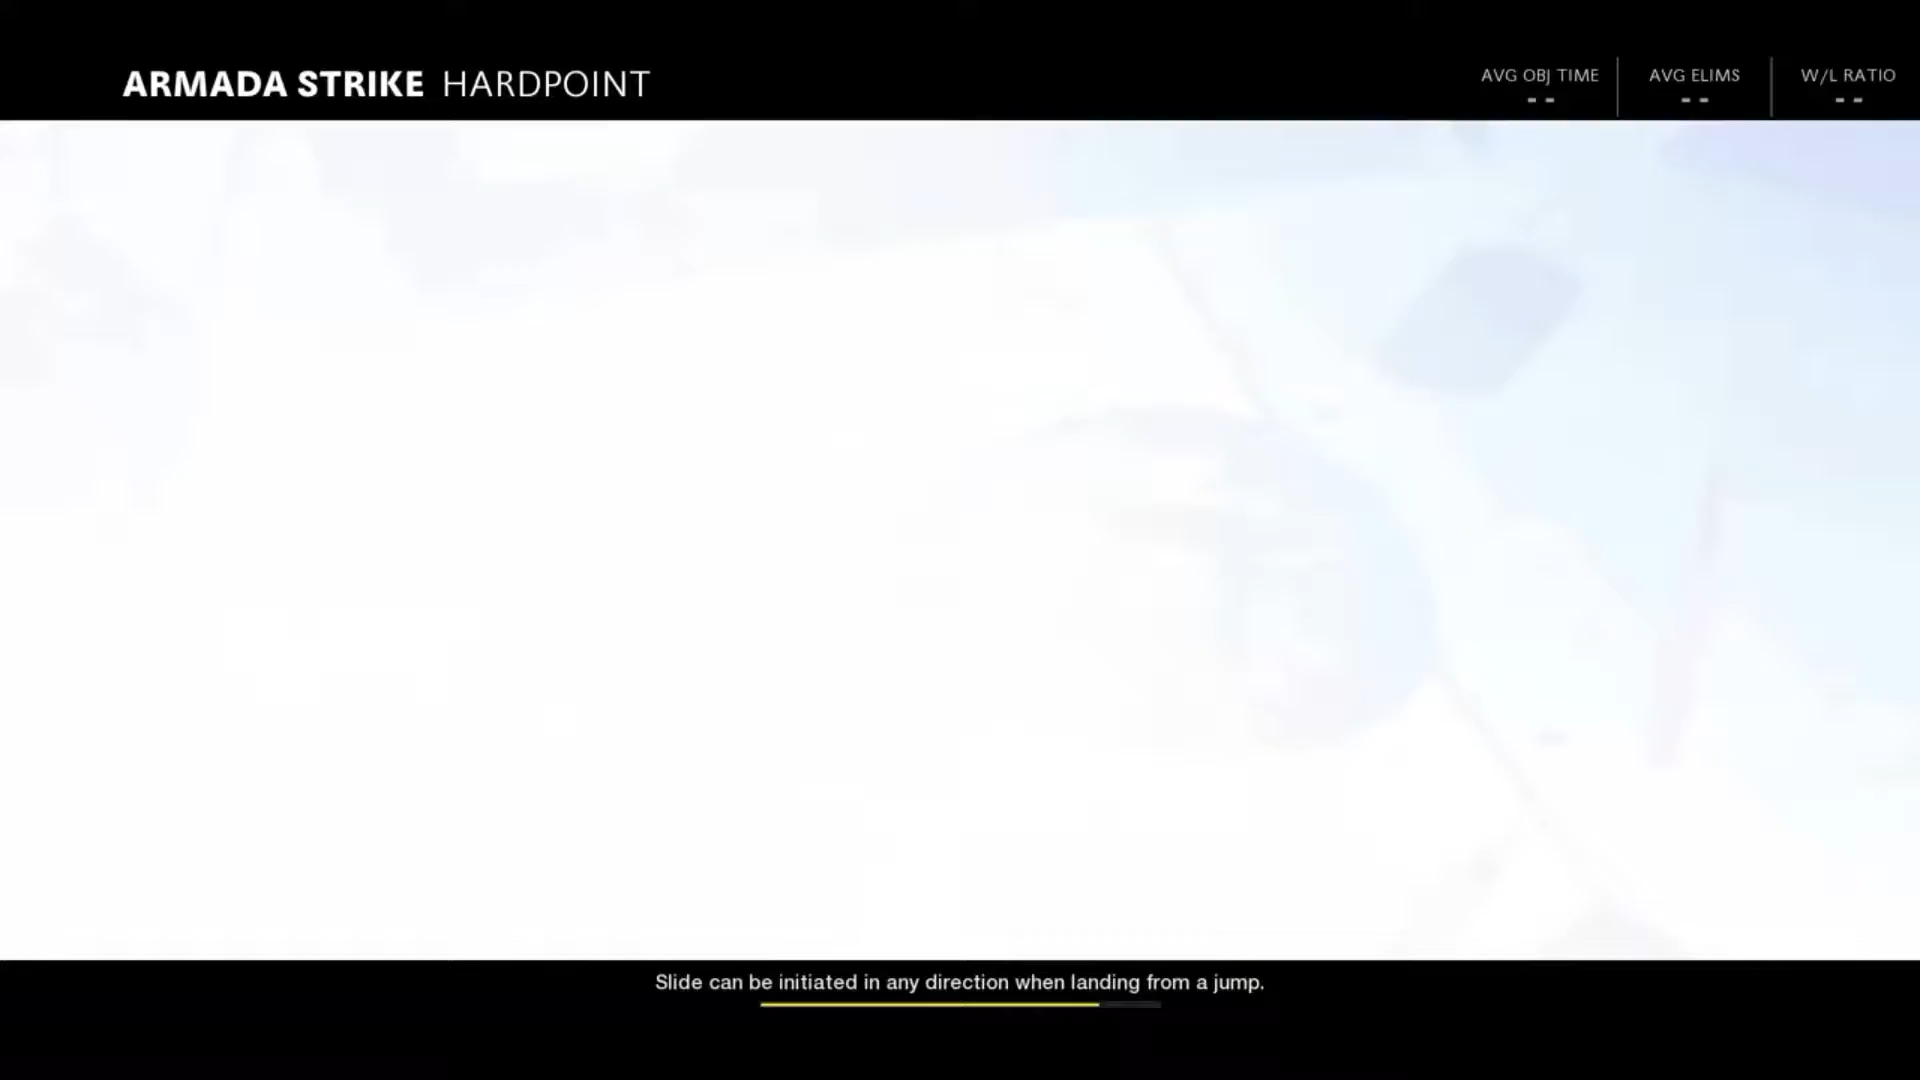 ARMADA STRIKE HARDPOINT
AVG OBJ TIME
--
AVG ELIMS
--
W/L RATIO
--
Slide can be initiated in any direction when landing from a jump.